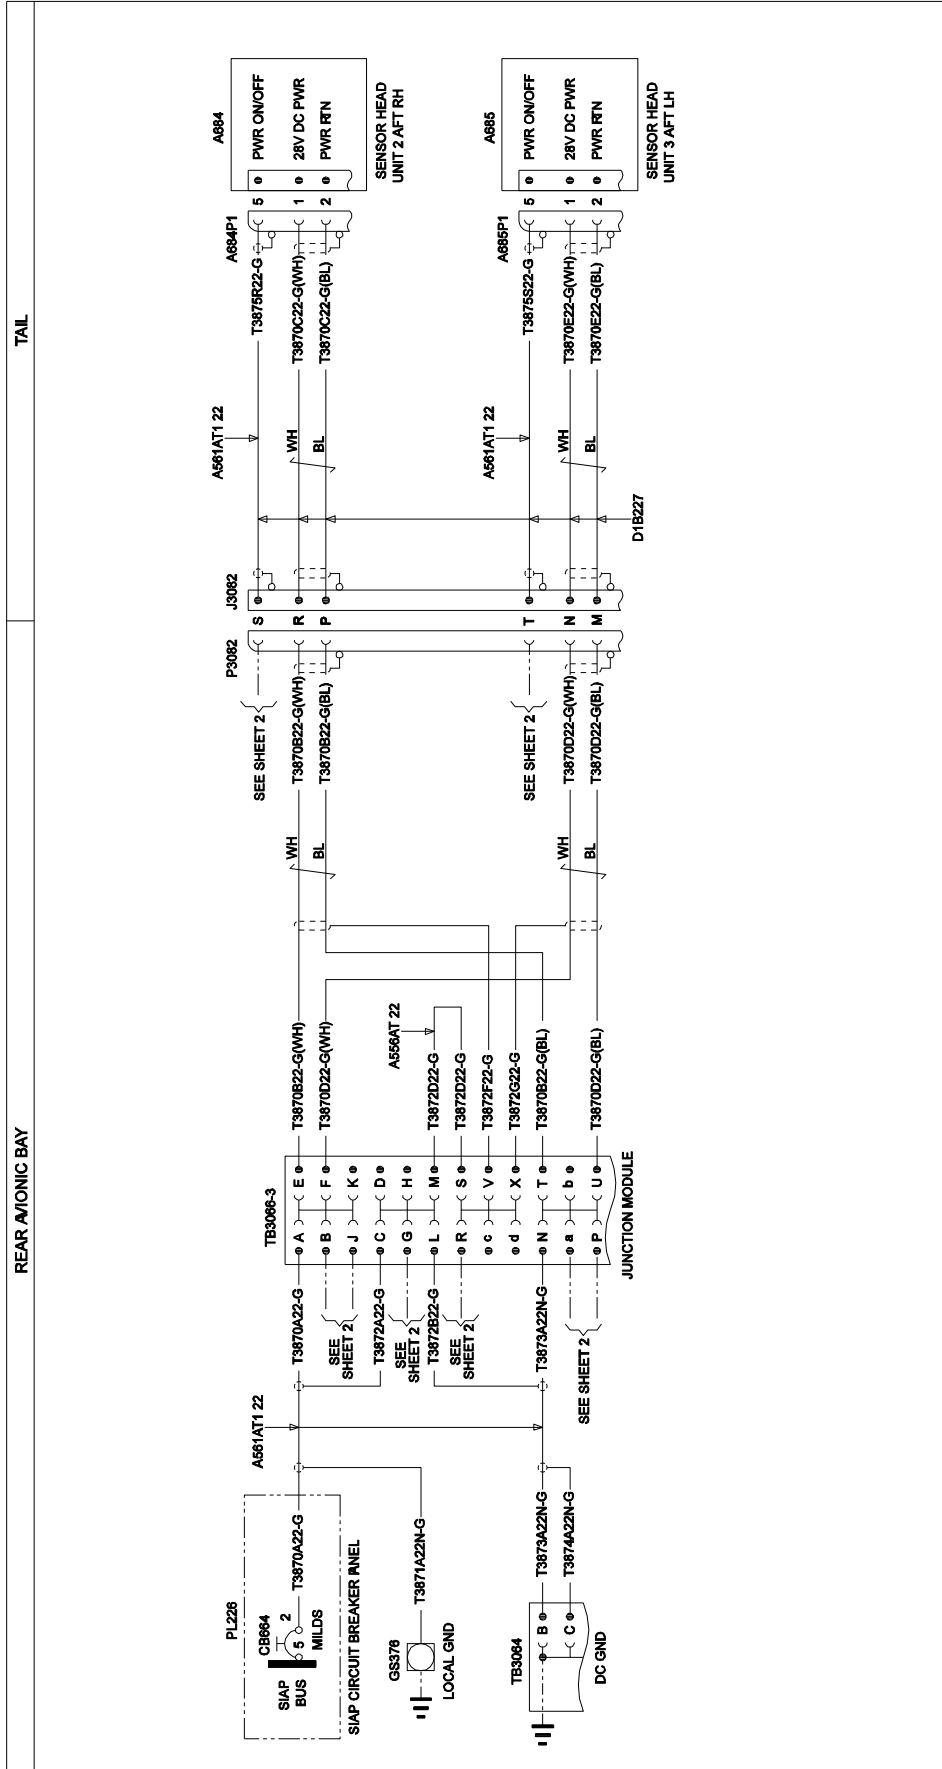 REAR AVIONIC BAY
TAIL
PL226
CB664
2
5
MILDS
SIAP
BUS
SIAP CIRCUIT BREAKER PANEL
T3870A22-G
A561AT1 22
T3870A22-G
GS376
LOCAL GND
T3871A22N-G
TB3064
B
C
DC GND
T3873A22N-G
T3874A22N-G
SEE
SHEET 2
T3872A22-G
SEE
SHEET 2
T3872B22-G
SEE
SHEET 2
T3873A22N-G
SEE SHEET 2
TB3066-3
A E
B F
J K
C D
G H
L M
R S
c V
d X
N T
a b
P U
JUNCTION MODULE
T3870B22-G(WH)
T3870D22-G(WH)
A556AT 22
T3872D22-G
T3872D22-G
T3872F22-G
T3872G22-G
T3870B22-G(BL)
T3870D22-G(BL)
WH
BL
WH
BL
SEE SHEET 2
T3870B22-G(WH)
T3870B22-G(BL)
SEE SHEET 2
T3870D22-G(WH)
T3870D22-G(BL)
P3082
J3082
S
R
P
T
N
M
D1B227
A561AT1 22
WH
BL
A561AT1 22
WH
BL
T3875R22-G
T3870C22-G(WH)
T3870C22-G(BL)
T3875S22-G
T3870E22-G(WH)
T3870E22-G(BL)
A684P1
5
1
2
A684
PWR ON/OFF
28V DC PWR
PWR RTN
SENSOR HEAD
UNIT 2 AFT RH
A685P1
5
1
2
A685
PWR ON/OFF
28V DC PWR
PWR RTN
SENSOR HEAD
UNIT 3 AFT LH